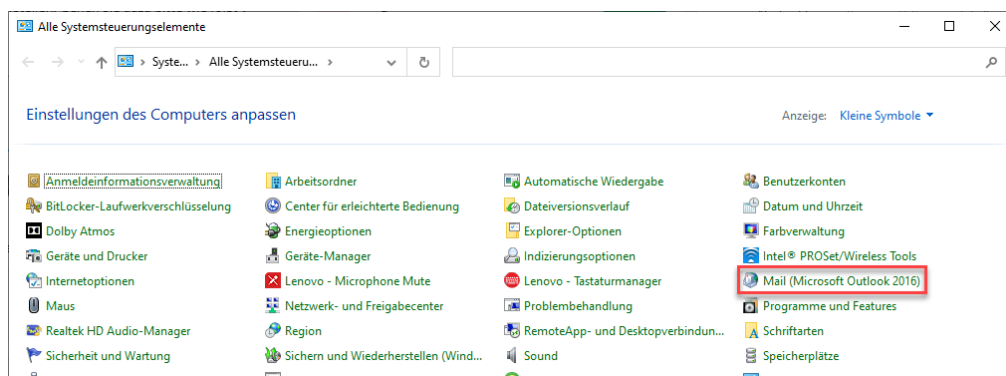 Alle Systemsteuerungselemente
Syste... > Alle Systemsteueru... >
Einstellungen des Computers anpassen
Anzeige: Kleine Symbole
Anmeldeinformationsverwaltung Arbeitsordner Automatische Wiedergabe Benutzerkonten
BitLocker-Laufwerkverschlüsselung Center für erleichterte Bedienung Dateiversionsverlauf Datum und Uhrzeit
Dolby Atmos Energieoptionen Explorer-Optionen Farbverwaltung
Geräte und Drucker Geräte-Manager Indizierungsoptionen Intel® PROSet/Wireless Tools
Internetoptionen Lenovo - Microphone Mute Lenovo - Tastaturmanager Mail (Microsoft Outlook 2016)
Maus Netzwerk- und Freigabecenter Problembehandlung Programme und Features
Realtek HD Audio-Manager Region RemoteApp- und Desktopverbindun... Schriftarten
Sicherheit und Wartung Sichern und Wiederherstellen (Wind... Sound Speicherplätze